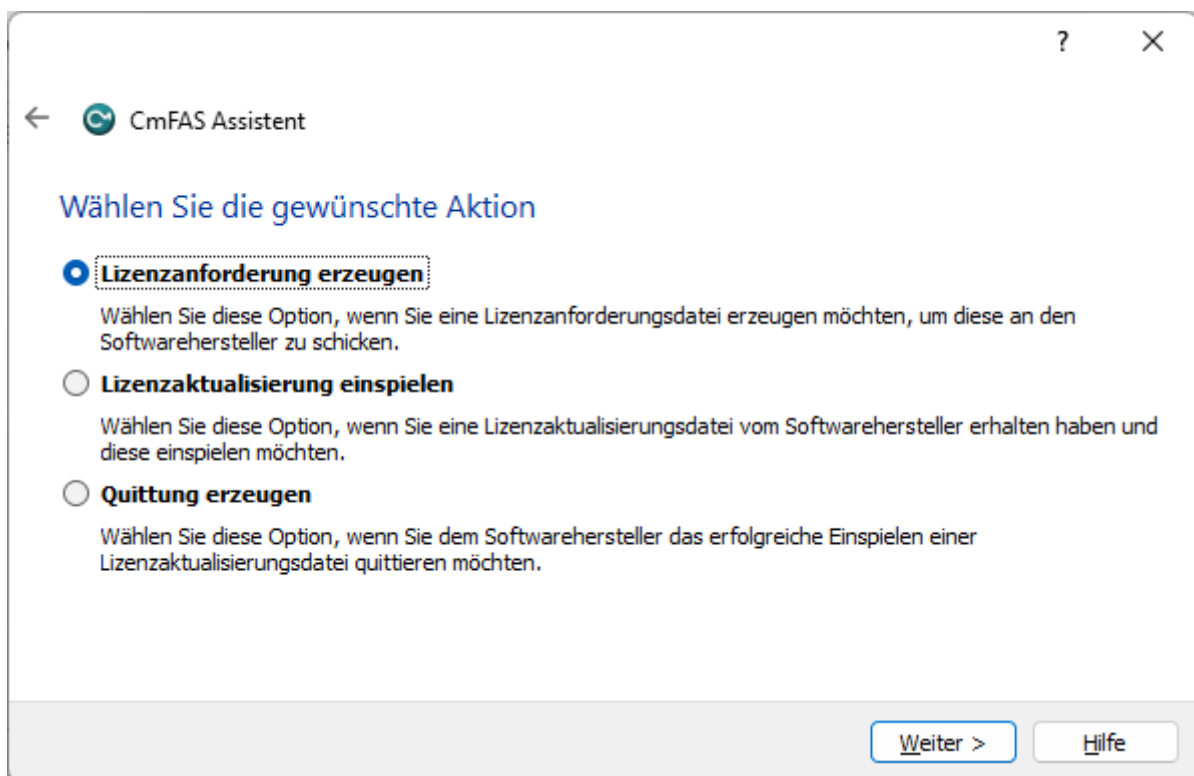 ?
CmFAS Assistent
Wählen Sie die gewünschte Aktion
Lizenzanforderung erzeugen
Wählen Sie diese Option, wenn Sie eine Lizenzanforderungsdatei erzeugen möchten, um diese an den
Softwarehersteller zu schicken.
Lizenzaktualisierung einspielen
Wählen Sie diese Option, wenn Sie eine Lizenzaktualisierungsdatei vom Softwarehersteller erhalten haben und
diese einspielen möchten.
Quittung erzeugen
Wählen Sie diese Option, wenn Sie dem Softwarehersteller das erfolgreiche Einspielen einer
Lizenzaktualisierungsdatei quittieren möchten.
Weiter > Hilfe